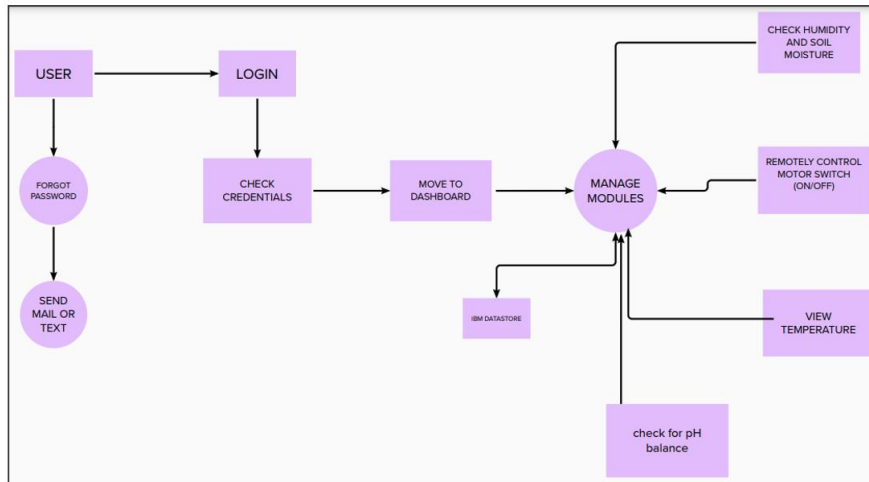 USER
LOGIN
CHECK HUMIDITY
AND SOIL
MOISTURE
FORGOT
PASSWORD
CHECK
CREDENTIALS
MOVE TO
DASHBOARD
MANAGE
MODULES
REMOTELY CONTROL
MOTOR SWITCH
(ON/OFF)
SEND
MAIL OR
TEXT
IBM DATASTORE
VIEW
TEMPERATURE
check for pH
balance